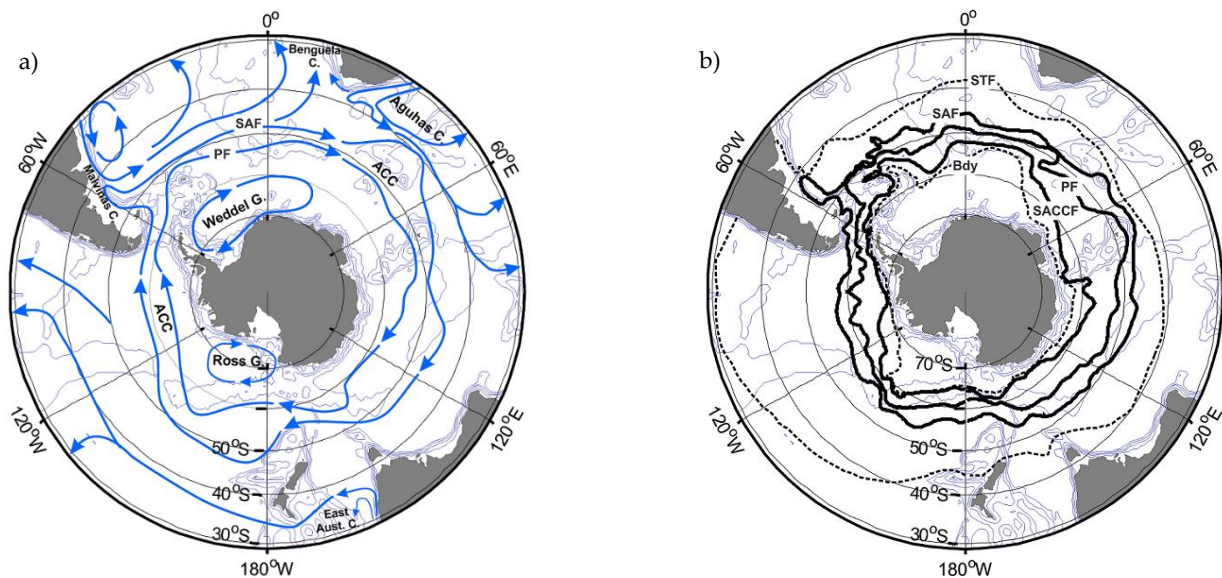 a)
0°
Benguela
C.
Aguhas C.
60°W
60°E
SAF
PF
ACC
Malvinas C.
Weddel G.
ACC
Ross G.
120°W
120°E
50°S
40°S
30°S
East
Aust. C.
180°W
b)
0°
STF
SAF
60°W
60°E
Bdy
PF
SACCF
70°S
120°W
120°E
50°S
40°S
30°S
180°W